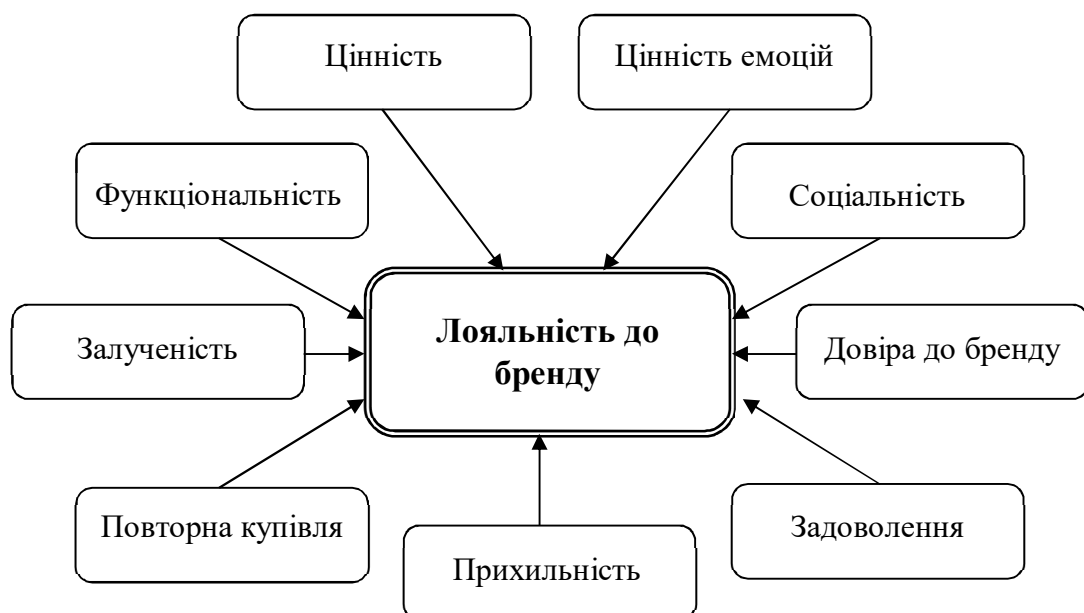 Цінність
Цінність емоцій
Функціональність
Соціальність
Лояльність до
бренду
Залученість
Довіра до бренду
Повторна купівля
Прихильність
Задоволення